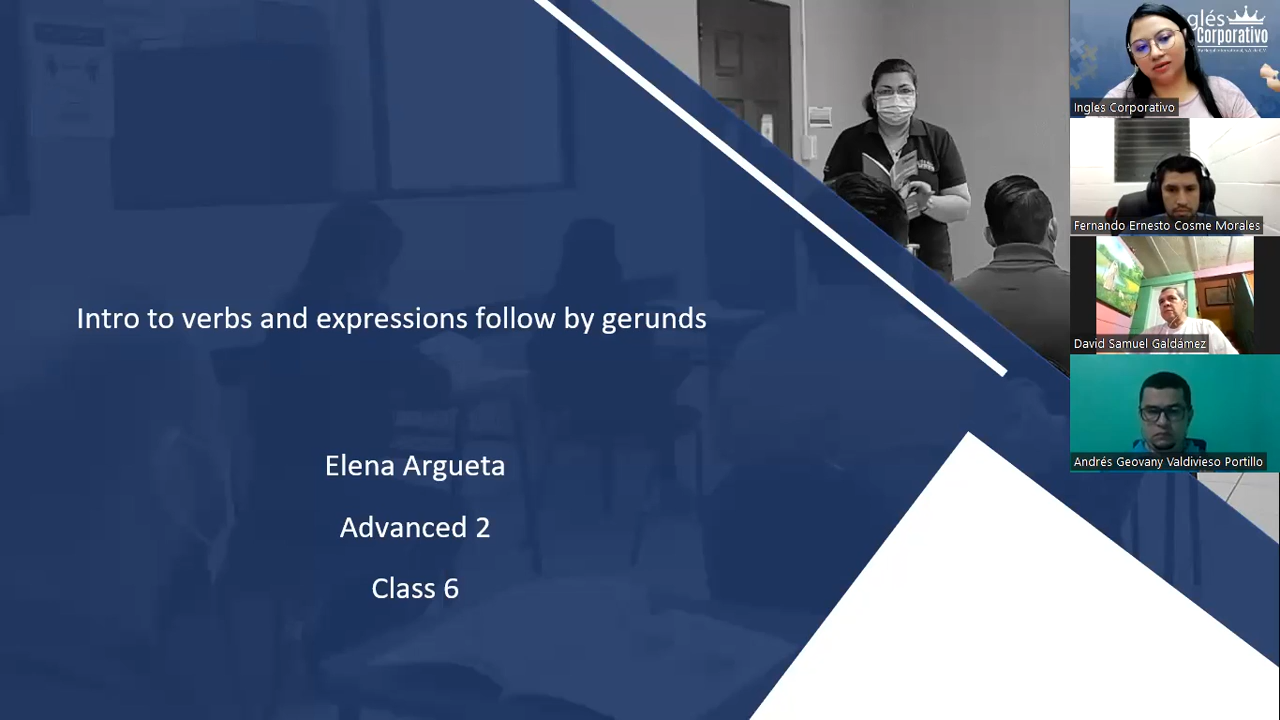 Intro to verbs and expressions follow by gerunds
Elena Argueta
Advanced 2
Class 6
glés
Corporativo
Ingles Corporativo
Fernando Ernesto Cosme Morales
David Samuel Galdámez
Andrés Geovany Valdivieso Portillo